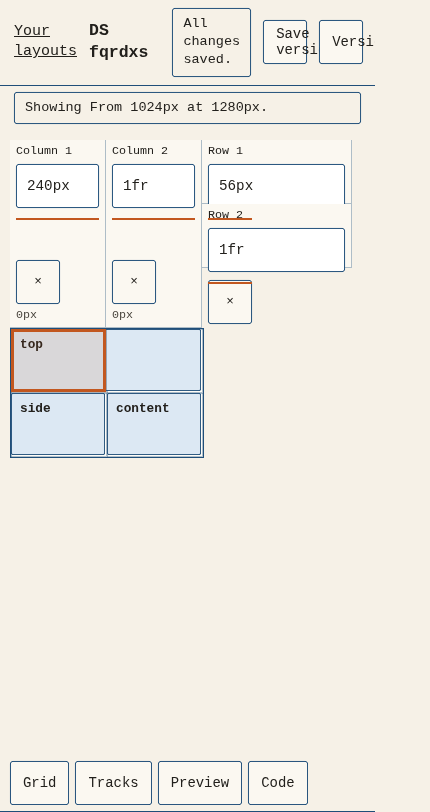 Your
layouts
DS
fqrdxs
All
changes
saved.
Save
versi
Versi
Showing From 1024px at 1280px.
Column 1
Column 2
Row 1
240px
1fr
56px
Row 2
1fr
×
×
×
0px
0px
top
side
content
Grid
Tracks
Preview
Code